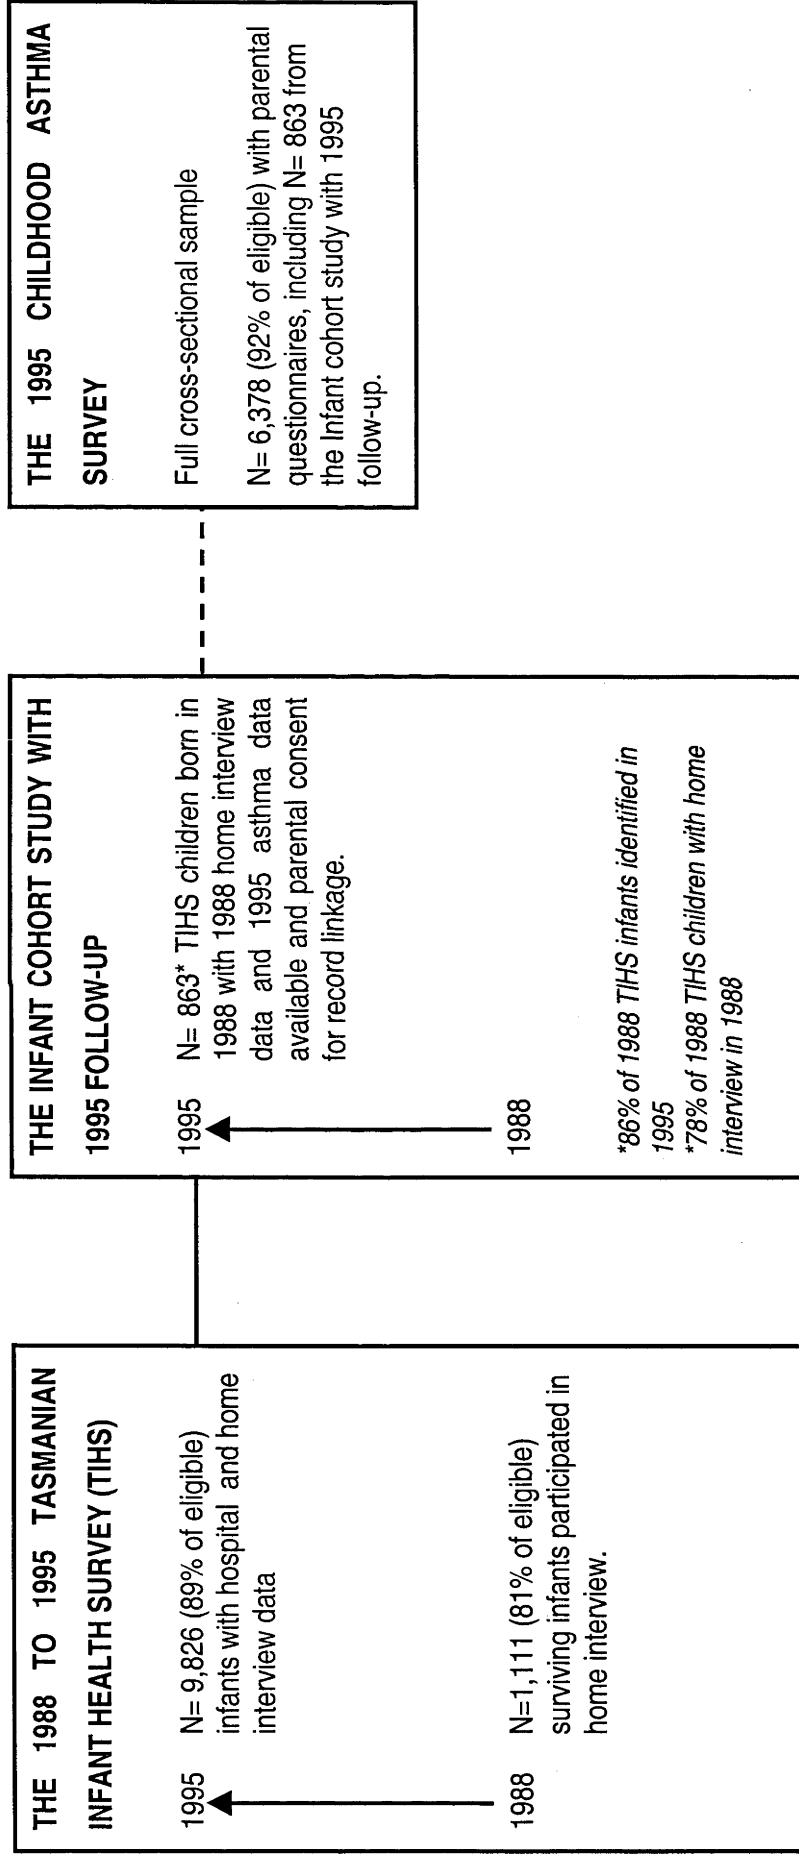 THE 1988 TO 1995 TASMANIAN
INFANT HEALTH SURVEY (TIHS)
1995 N= 9,826 (89% of eligible)
infants with hospital and home
interview data
1988 N=1,111 (81% of eligible)
surviving infants participated in
home interview.
THE INFANT COHORT STUDY WITH
1995 FOLLOW-UP
1995 N= 863* TIHS children born in
1988 with 1988 home interview
data and 1995 asthma data
available and parental consent
for record linkage.
1988
*86% of 1988 TIHS infants identified in
1995
*78% of 1988 TIHS children with home
interview in 1988
THE 1995 CHILDHOOD ASTHMA
SURVEY
Full cross-sectional sample
N= 6,378 (92% of eligible) with parental
questionnaires, including N= 863 from
the Infant cohort study with 1995
follow-up.